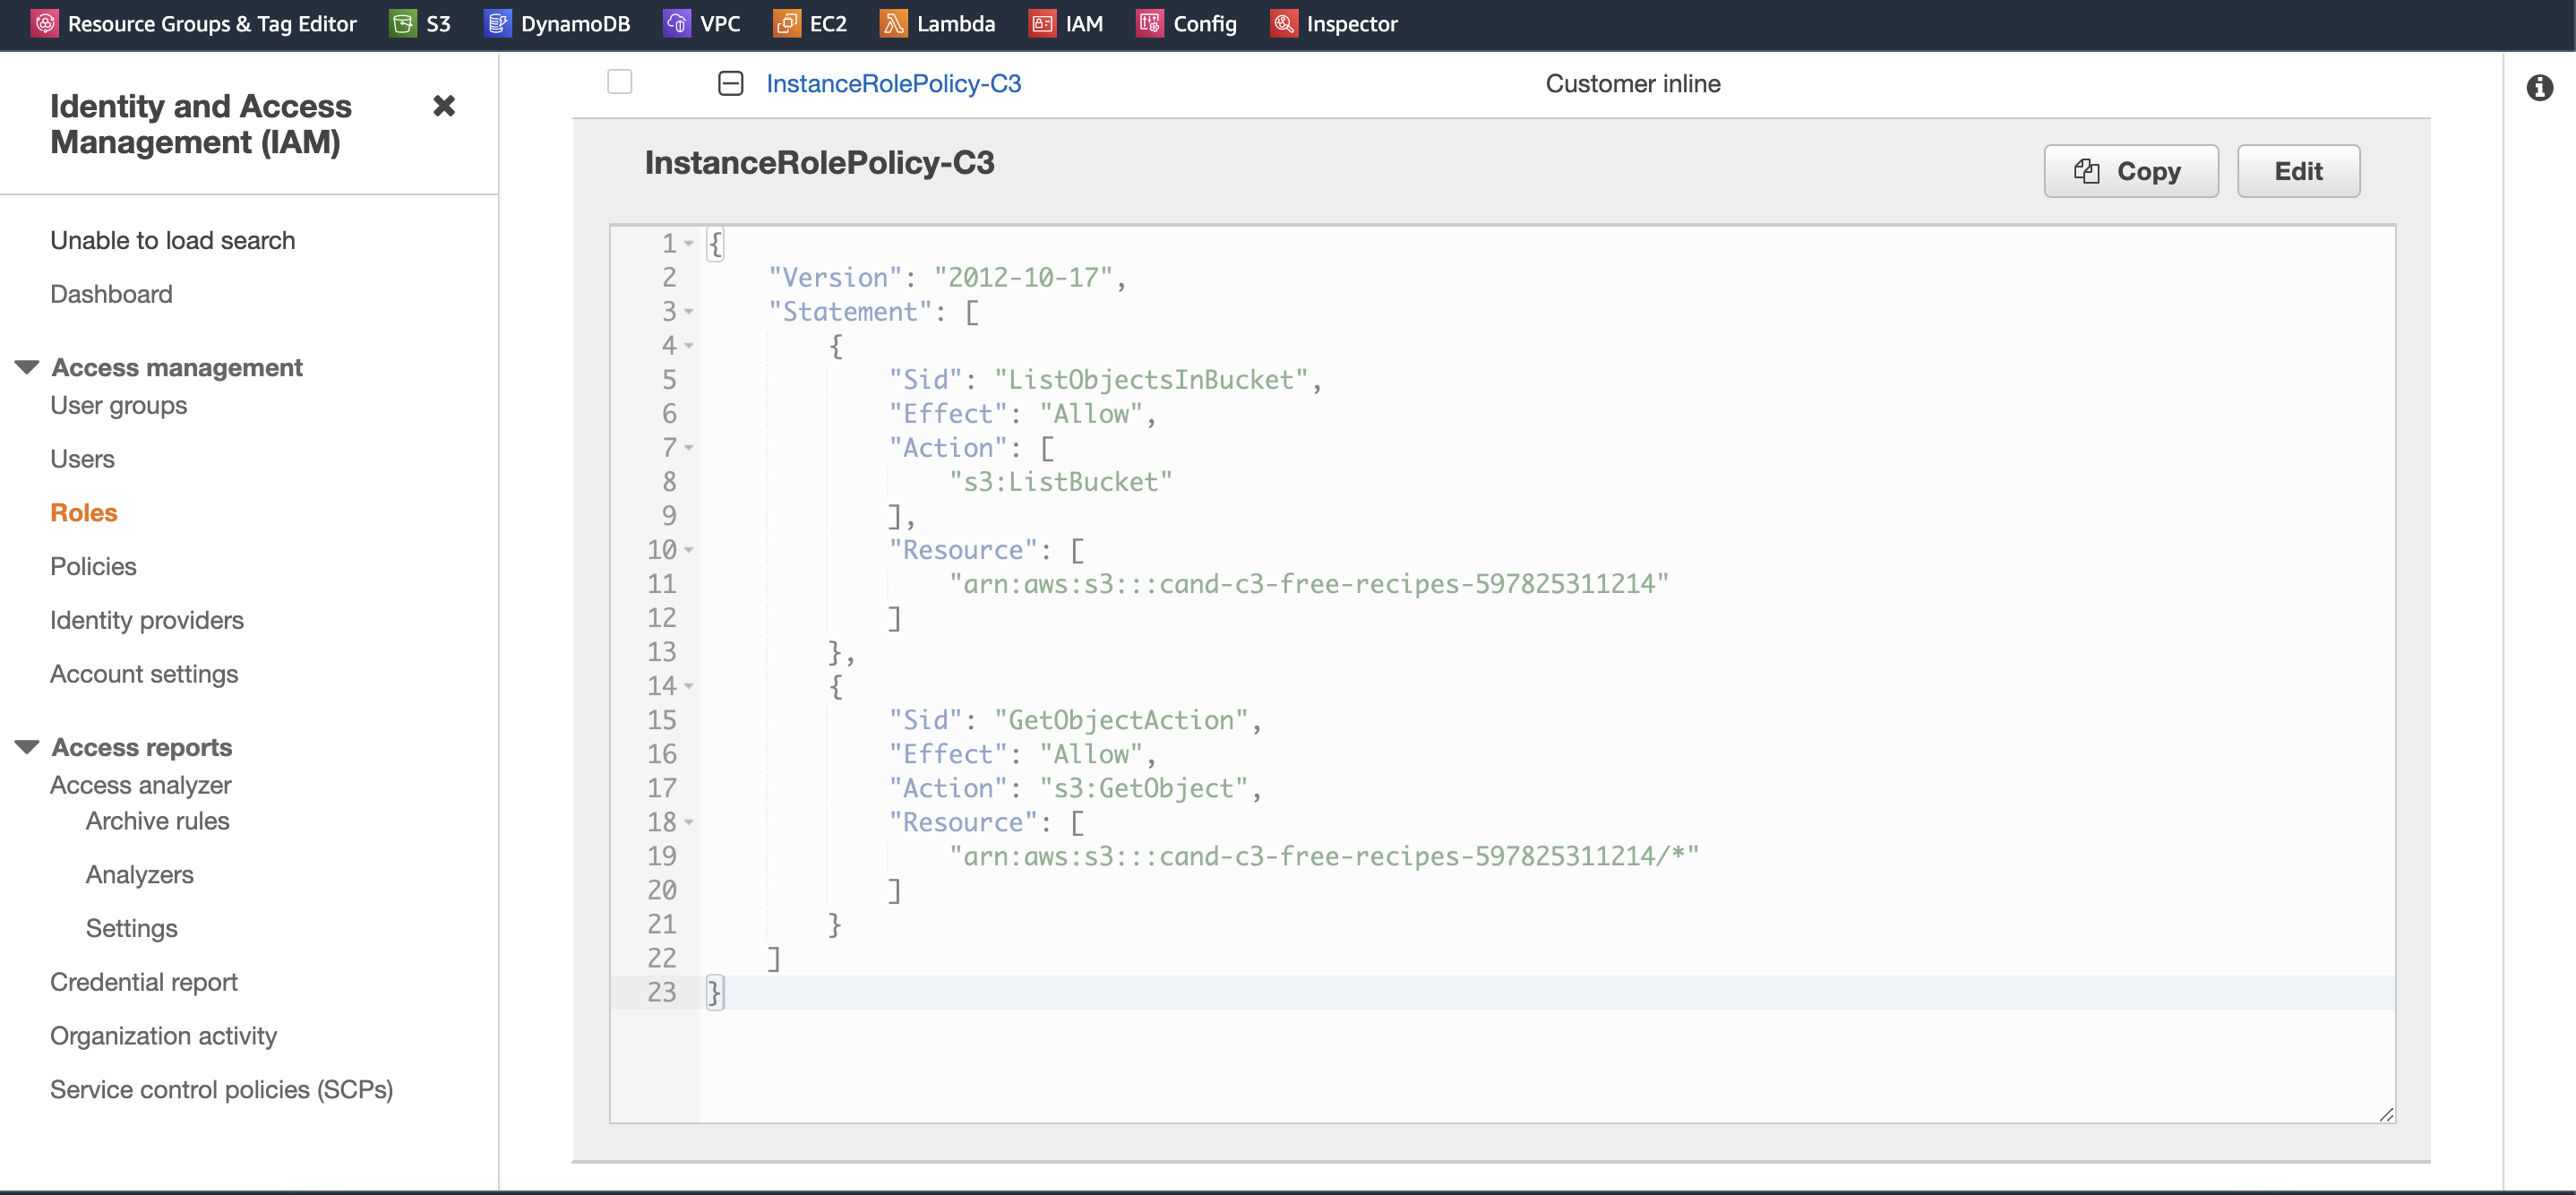 Resource Groups & Tag Editor S3 DynamoDB VPC EC2 Lambda IAM Config Inspector
Identity and Access
Management (IAM)
Unable to load search
Dashboard
Access management
User groups
Users
Roles
Policies
Identity providers
Account settings
Access reports
Access analyzer
Archive rules
Analyzers
Settings
Credential report
Organization activity
Service control policies (SCPs)
InstanceRolePolicy-C3 Customer inline
InstanceRolePolicy-C3 Copy Edit
1 {
2 "Version": "2012-10-17",
3 "Statement": [
4 {
5 "Sid": "ListObjectsInBucket",
6 "Effect": "Allow",
7 "Action": [
8 "s3:ListBucket"
9 ],
10 "Resource": [
11 "arn:aws:s3:::cand-c3-free-recipes-597825311214"
12 ]
13 },
14 {
15 "Sid": "GetObjectAction",
16 "Effect": "Allow",
17 "Action": "s3:GetObject",
18 "Resource": [
19 "arn:aws:s3:::cand-c3-free-recipes-597825311214/*"
20 ]
21 }
22 ]
23 }